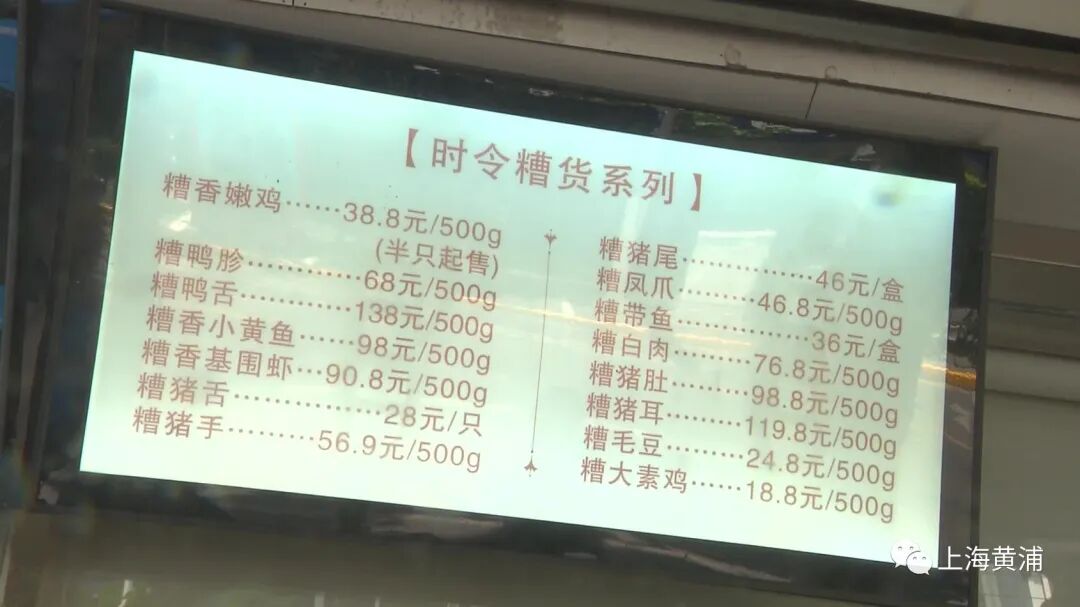 【时令糟货系列】
糟香嫩鸡……38.8元/500g
(半只起售)
糟鸭胗…………68元/500g
糟鸭舌…………138元/500g
糟香小黄鱼……98元/500g
糟香基围虾…90.8元/500g
糟猪舌……………28元/只
糟猪手………56.9元/500g
糟猪尾……………46元/盒
糟凤爪………46.8元/500g
糟带鱼……………36元/盒
糟白肉………76.8元/500g
糟猪肚………98.8元/500g
糟猪耳………119.8元/500g
糟毛豆………24.8元/500g
糟大素鸡……18.8元/500g
上海黄浦